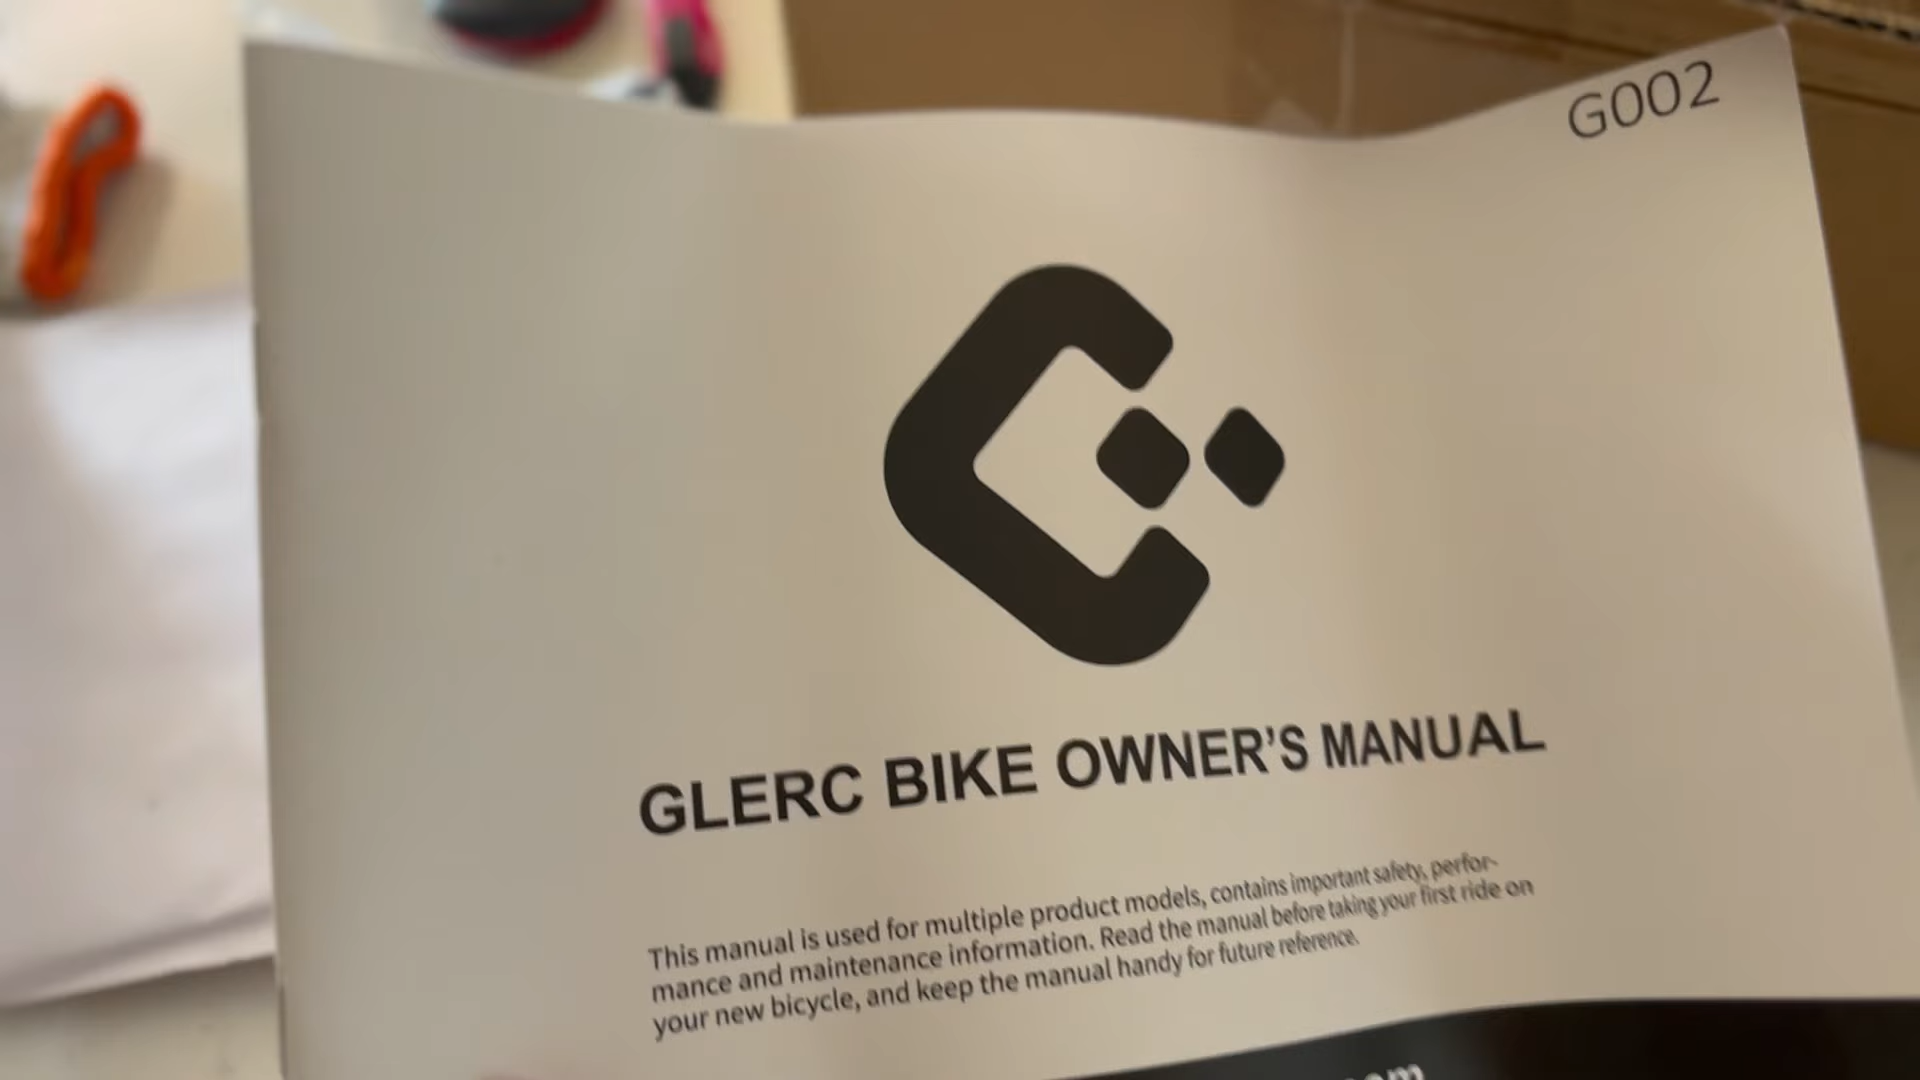 G002
GLERC BIKE OWNER'S MANUAL
This manual is used for multiple product models, contains important safety, perfor-
mance and maintenance information. Read the manual before taking your first ride on
your new bicycle, and keep the manual handy for future reference.